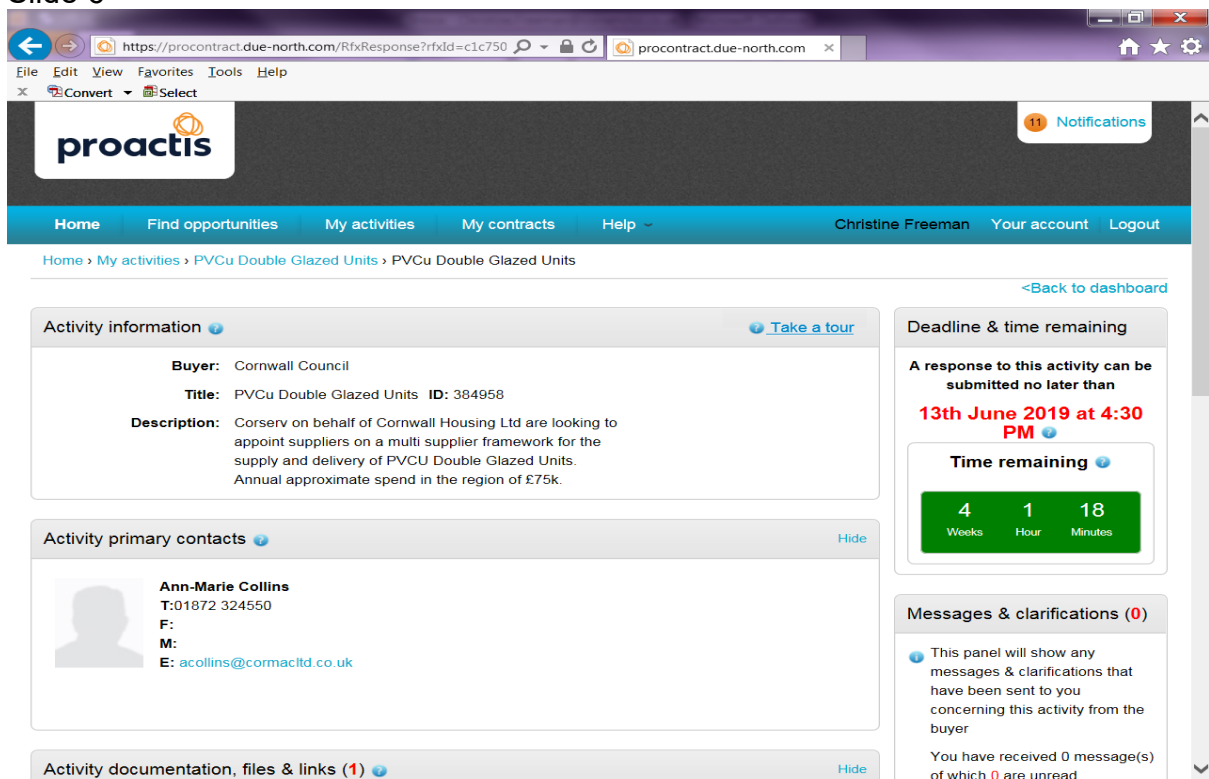 https://procontract.due-north.com/RfxResponse?rfxId=c1c750
procontract.due-north.com
File Edit View Favorites Tools Help
x Convert Select
proactis
11 Notifications
Home Find opportunities My activities My contracts Help
Christine Freeman Your account Logout
Home › My activities › PVCu Double Glazed Units › PVCu Double Glazed Units
<Back to dashboard
Activity information
Take a tour
Buyer: Cornwall Council
Title: PVCu Double Glazed Units ID: 384958
Description: Corserv on behalf of Cornwall Housing Ltd are looking to
appoint suppliers on a multi supplier framework for the
supply and delivery of PVCU Double Glazed Units.
Annual approximate spend in the region of £75k.
Deadline & time remaining
A response to this activity can be
submitted no later than
13th June 2019 at 4:30
PM
Time remaining
4 1 18
Weeks Hour Minutes
Activity primary contacts
Hide
Ann-Marie Collins
T:01872 324550
F:
M:
E: acollins@cormacltd.co.uk
Messages & clarifications (0)
This panel will show any
messages & clarifications that
have been sent to you
concerning this activity from the
buyer
You have received 0 message(s)
of which 0 are unread
Activity documentation, files & links (1)
Hide